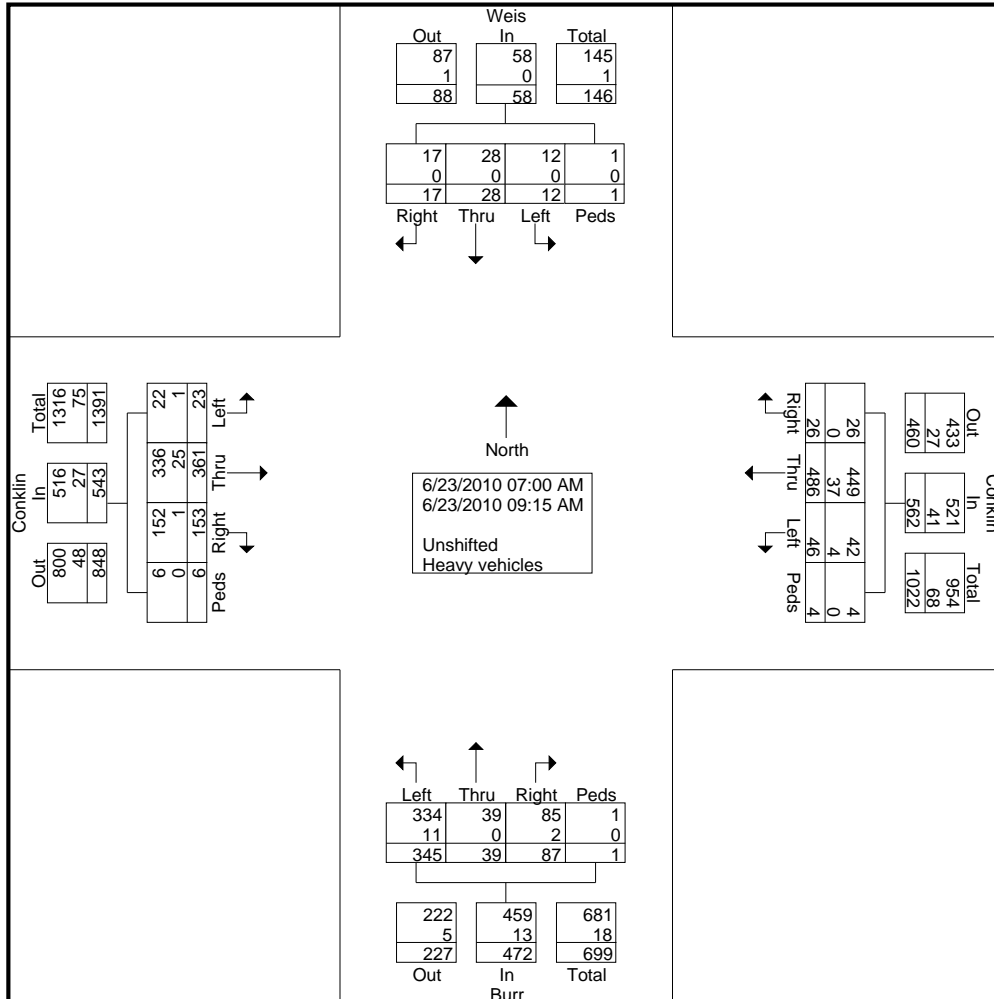 Weis
Out In Total
87 58 145
1 0 1
88 58 146
17 28 12 1
0 0 0 0
17 28 12 1
Right Thru Left Peds
Conklin
Total In Out
1316 516 800
75 27 48
1391 543 848
22 336 152 6
1 25 1 0
23 361 153 6
Left Thru Right Peds
North
6/23/2010 07:00 AM
6/23/2010 09:15 AM
Unshifted
Heavy vehicles
Right Thru Left Peds
26 449 42 4
0 37 4 0
26 486 46 4
Out In Total
433 521 954
27 41 68
460 562 1022
Conklin
Left Thru Right Peds
334 39 85 1
11 0 2 0
345 39 87 1
222 459 681
5 13 18
227 472 699
Out In Total
Burr